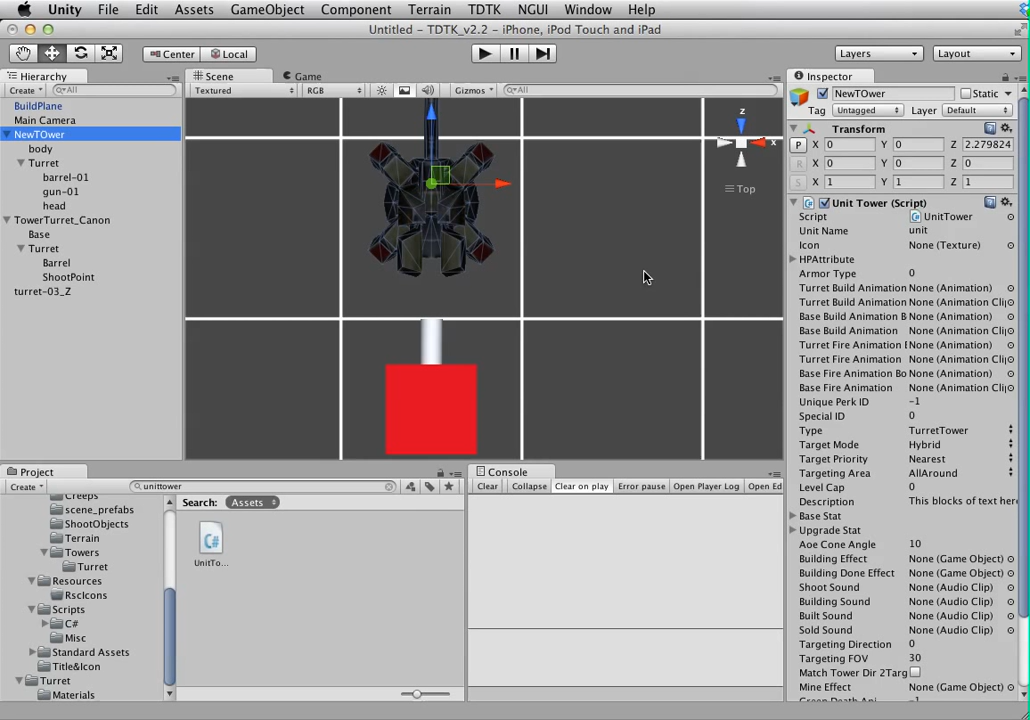 Unity File Edit Assets GameObject Component Terrain TDTK NGUI Window Help
Untitled - TDTK_v2.2 - iPhone, iPod Touch and iPad
Center Local Layers Layout
Hierarchy
Create All
BuildPlane
Main Camera
NewTOwer
body
Turret
barrel-01
gun-01
head
TowerTurret_Canon
Base
Turret
Barrel
ShootPoint
turret-03_Z
Scene Game
Textured RGB Gizmos All
z
x
Top
Inspector
NewTOwer Static
Tag Untagged Layer Default
Transform
P X 0 Y 0 Z 2.279824
R X 0 Y 0 Z 0
S X 1 Y 1 Z 1
Unit Tower (Script)
Script UnitTower
Unit Name unit
Icon None (Texture)
HPAttribute
Armor Type 0
Turret Build Animation None (Animation)
Turret Build Animation None (Animation Cli
Base Build Animation B None (Animation)
Base Build Animation None (Animation Cli
Turret Fire Animation None (Animation)
Turret Fire Animation None (Animation Cli
Base Fire Animation Bo None (Animation)
Base Fire Animation None (Animation Cli
Unique Perk ID -1
Special ID 0
Type TurretTower
Target Mode Hybrid
Target Priority Nearest
Targeting Area AllAround
Level Cap 0
Description This blocks of text here
Base Stat
Upgrade Stat
Aoe Cone Angle 10
Building Effect None (Game Object)
Building Done Effect None (Game Object)
Shoot Sound None (Audio Clip)
Building Sound None (Audio Clip)
Built Sound None (Audio Clip)
Sold Sound None (Audio Clip)
Targeting Direction 0
Targeting FOV 30
Match Tower Dir 2Targ
Mine Effect None (Game Object)
Project
Create unittower
Creeps
scene_prefabs
ShootObjects
Terrain
Towers
Turret
Resources
RscIcons
Scripts
C#
Misc
Standard Assets
Title&Icon
Turret
Materials
Search: Assets
C#
UnitTo...
Console
Clear Collapse Clear on play Error pause Open Player Log Open Ed